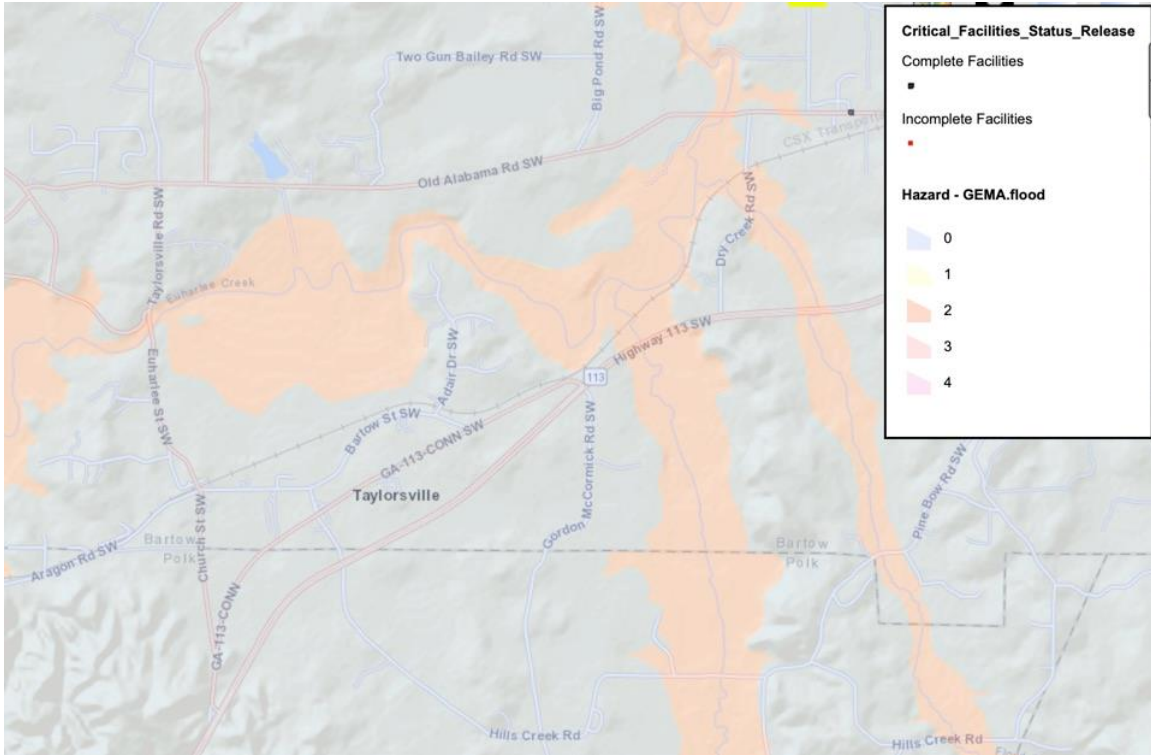 Two Gun Bailey Rd SW
Big Pond Rd SW
CSX
Old Alabama Rd SW
Taylorsville Rd SW
Dry Creek Rd SW
Euharlee Creek
Highway 113 SW
113
Euharlee St SW
Adair Dr SW
Bartow St SW
GA-113-CONN SW
McCormick Rd SW
Gordon
Taylorsville
Pine Bow Rd SW
Church St SW
Bartow
Polk
Bartow
Polk
Aragon Rd SW
GA-113-CONN
Hills Creek Rd
Hills Creek Rd
Critical_Facilities_Status_Release
Complete Facilities
Incomplete Facilities
Hazard - GEMA.flood
0
1
2
3
4